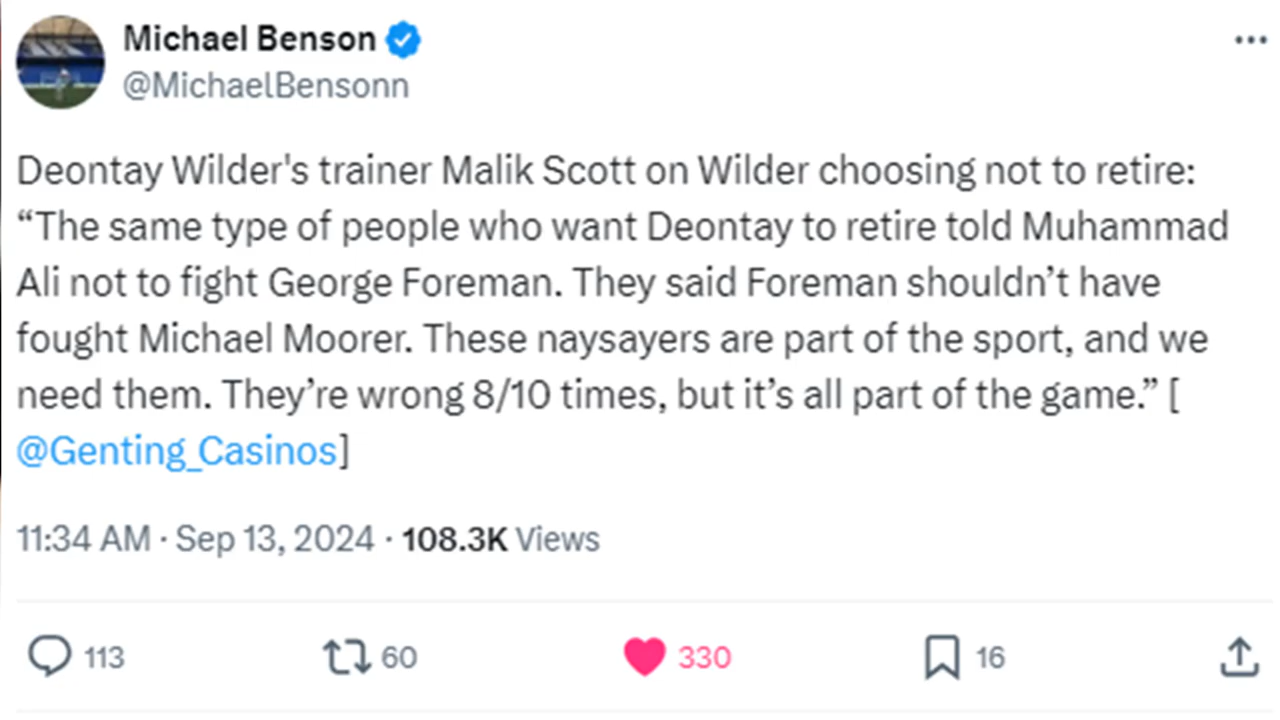 Michael Benson
@MichaelBensonn
Deontay Wilder's trainer Malik Scott on Wilder choosing not to retire:
“The same type of people who want Deontay to retire told Muhammad
Ali not to fight George Foreman. They said Foreman shouldn’t have
fought Michael Moorer. These naysayers are part of the sport, and we
need them. They’re wrong 8/10 times, but it’s all part of the game.” [
@Genting_Casinos]
11:34 AM · Sep 13, 2024 · 108.3K Views
113 60 330 16